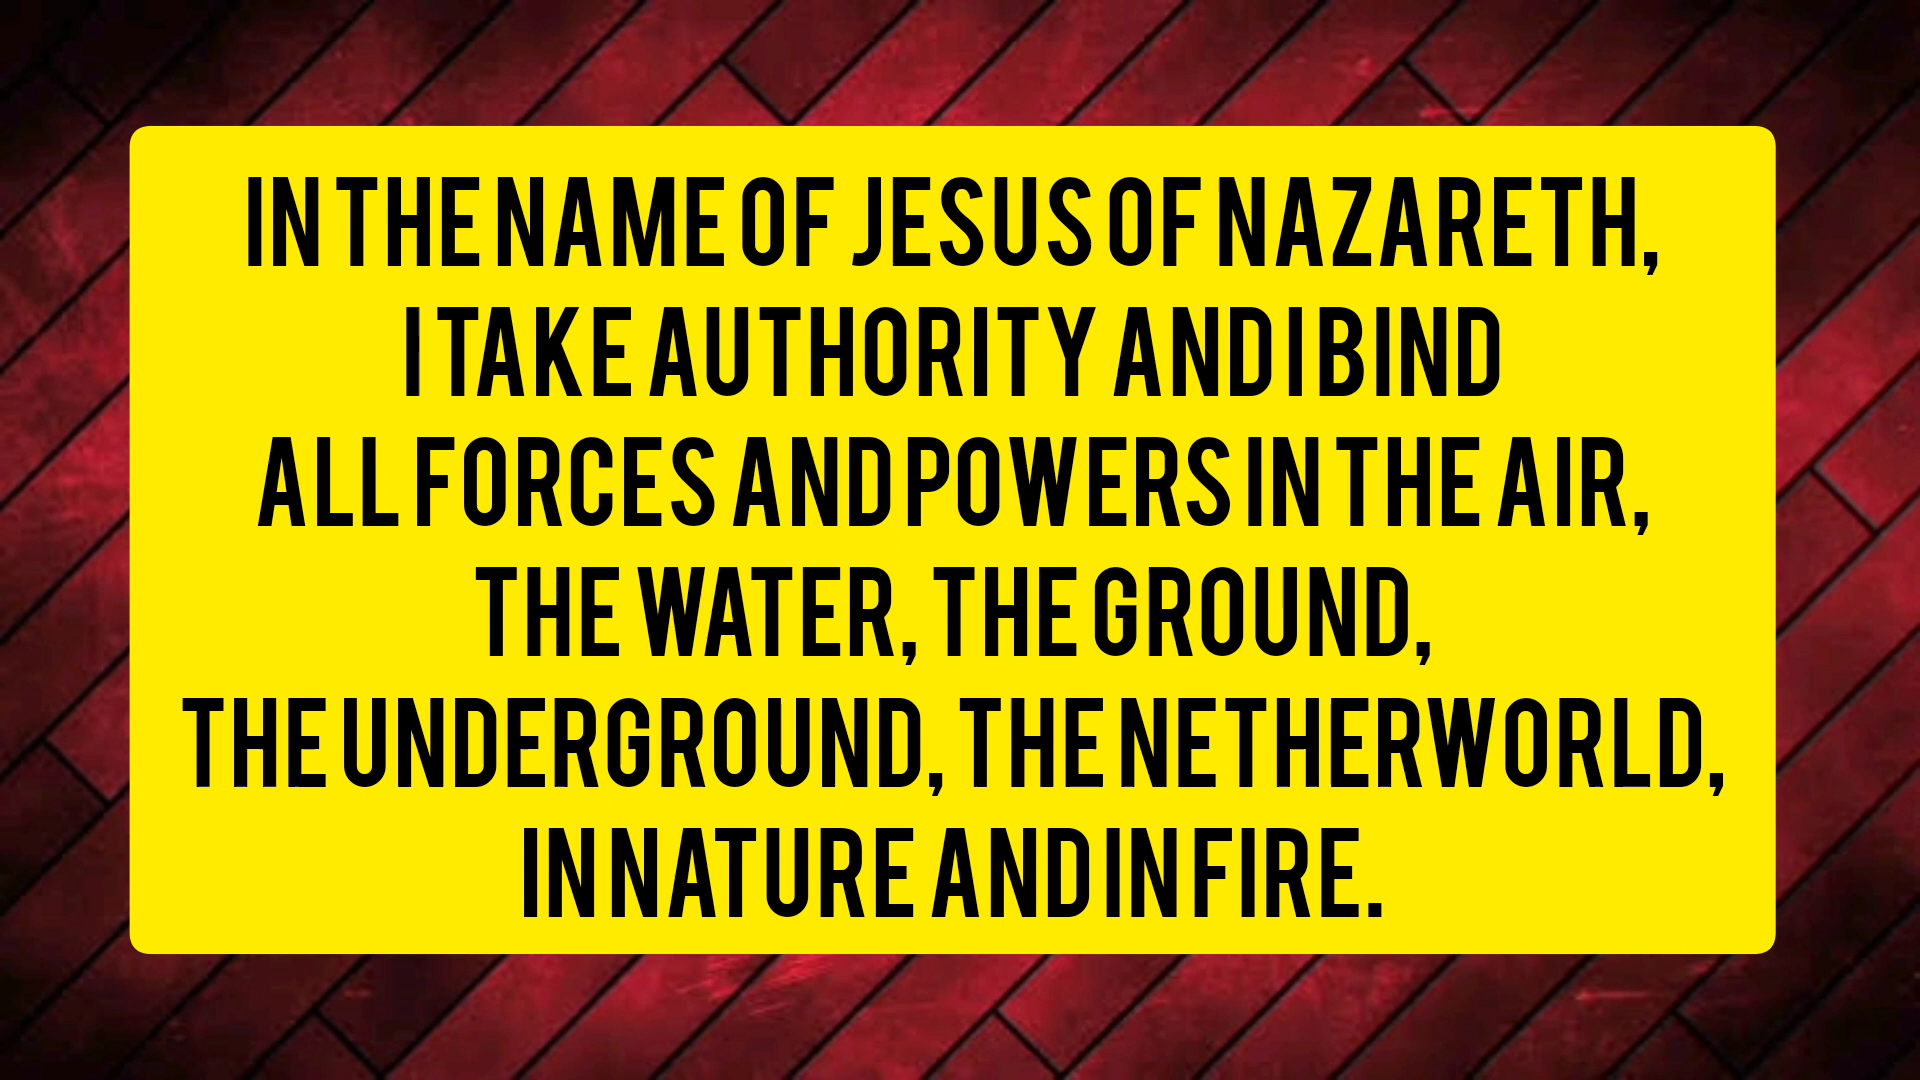 IN THE NAME OF JESUS OF NAZARETH,
I TAKE AUTHORITY AND I BIND
ALL FORCES AND POWERS IN THE AIR,
THE WATER, THE GROUND,
THE UNDERGROUND, THE NETHERWORLD,
IN NATURE AND IN FIRE.